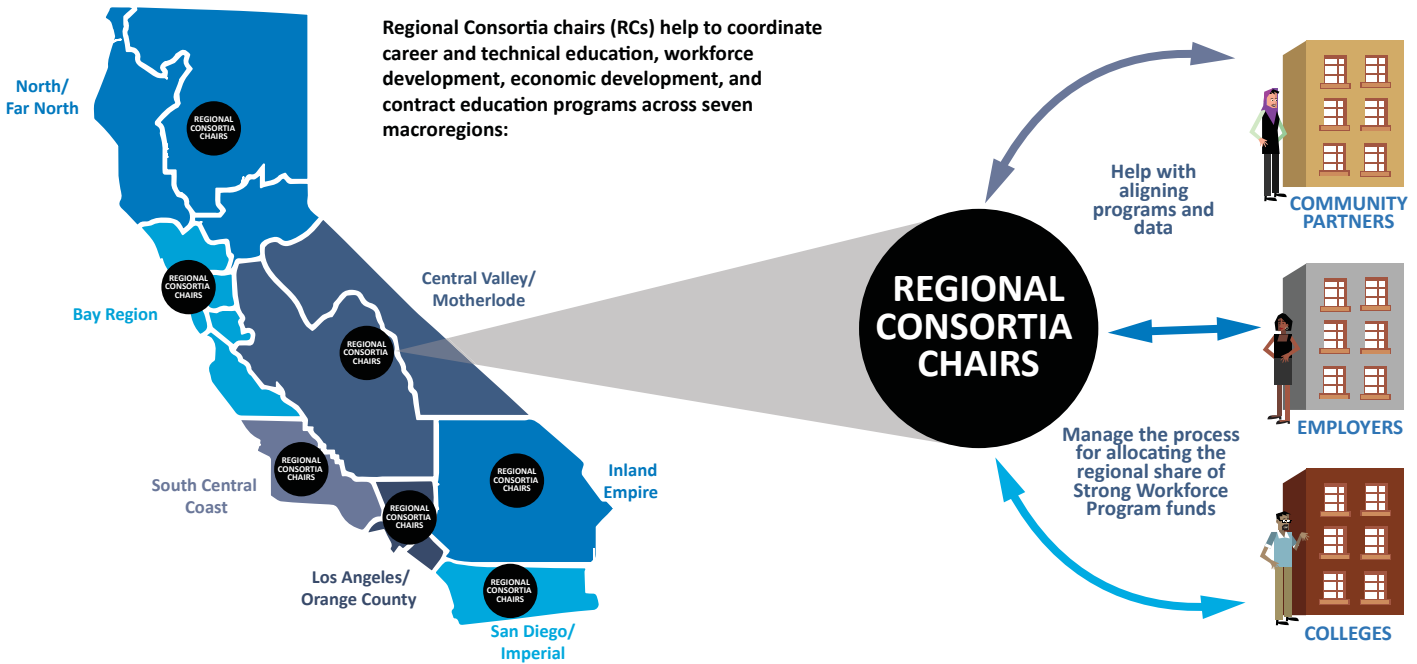 Regional Consortia chairs (RCs) help to coordinate
career and technical education, workforce
development, economic development, and
contract education programs across seven
macroregions:
North/
Far North
REGIONAL
CONSORTIA
CHAIRS
REGIONAL
CONSORTIA
CHAIRS
Bay Region
Central Valley/
Motherlode
REGIONAL
CONSORTIA
CHAIRS
South Central
Coast
REGIONAL
CONSORTIA
CHAIRS
REGIONAL
CONSORTIA
CHAIRS
Inland
Empire
REGIONAL
CONSORTIA
CHAIRS
Los Angeles/
Orange County
REGIONAL
CONSORTIA
CHAIRS
San Diego/
Imperial
REGIONAL
CONSORTIA
CHAIRS
Help with
aligning
programs and
data
Manage the process
for allocating the
regional share of
Strong Workforce
Program funds
COMMUNITY
PARTNERS
EMPLOYERS
COLLEGES